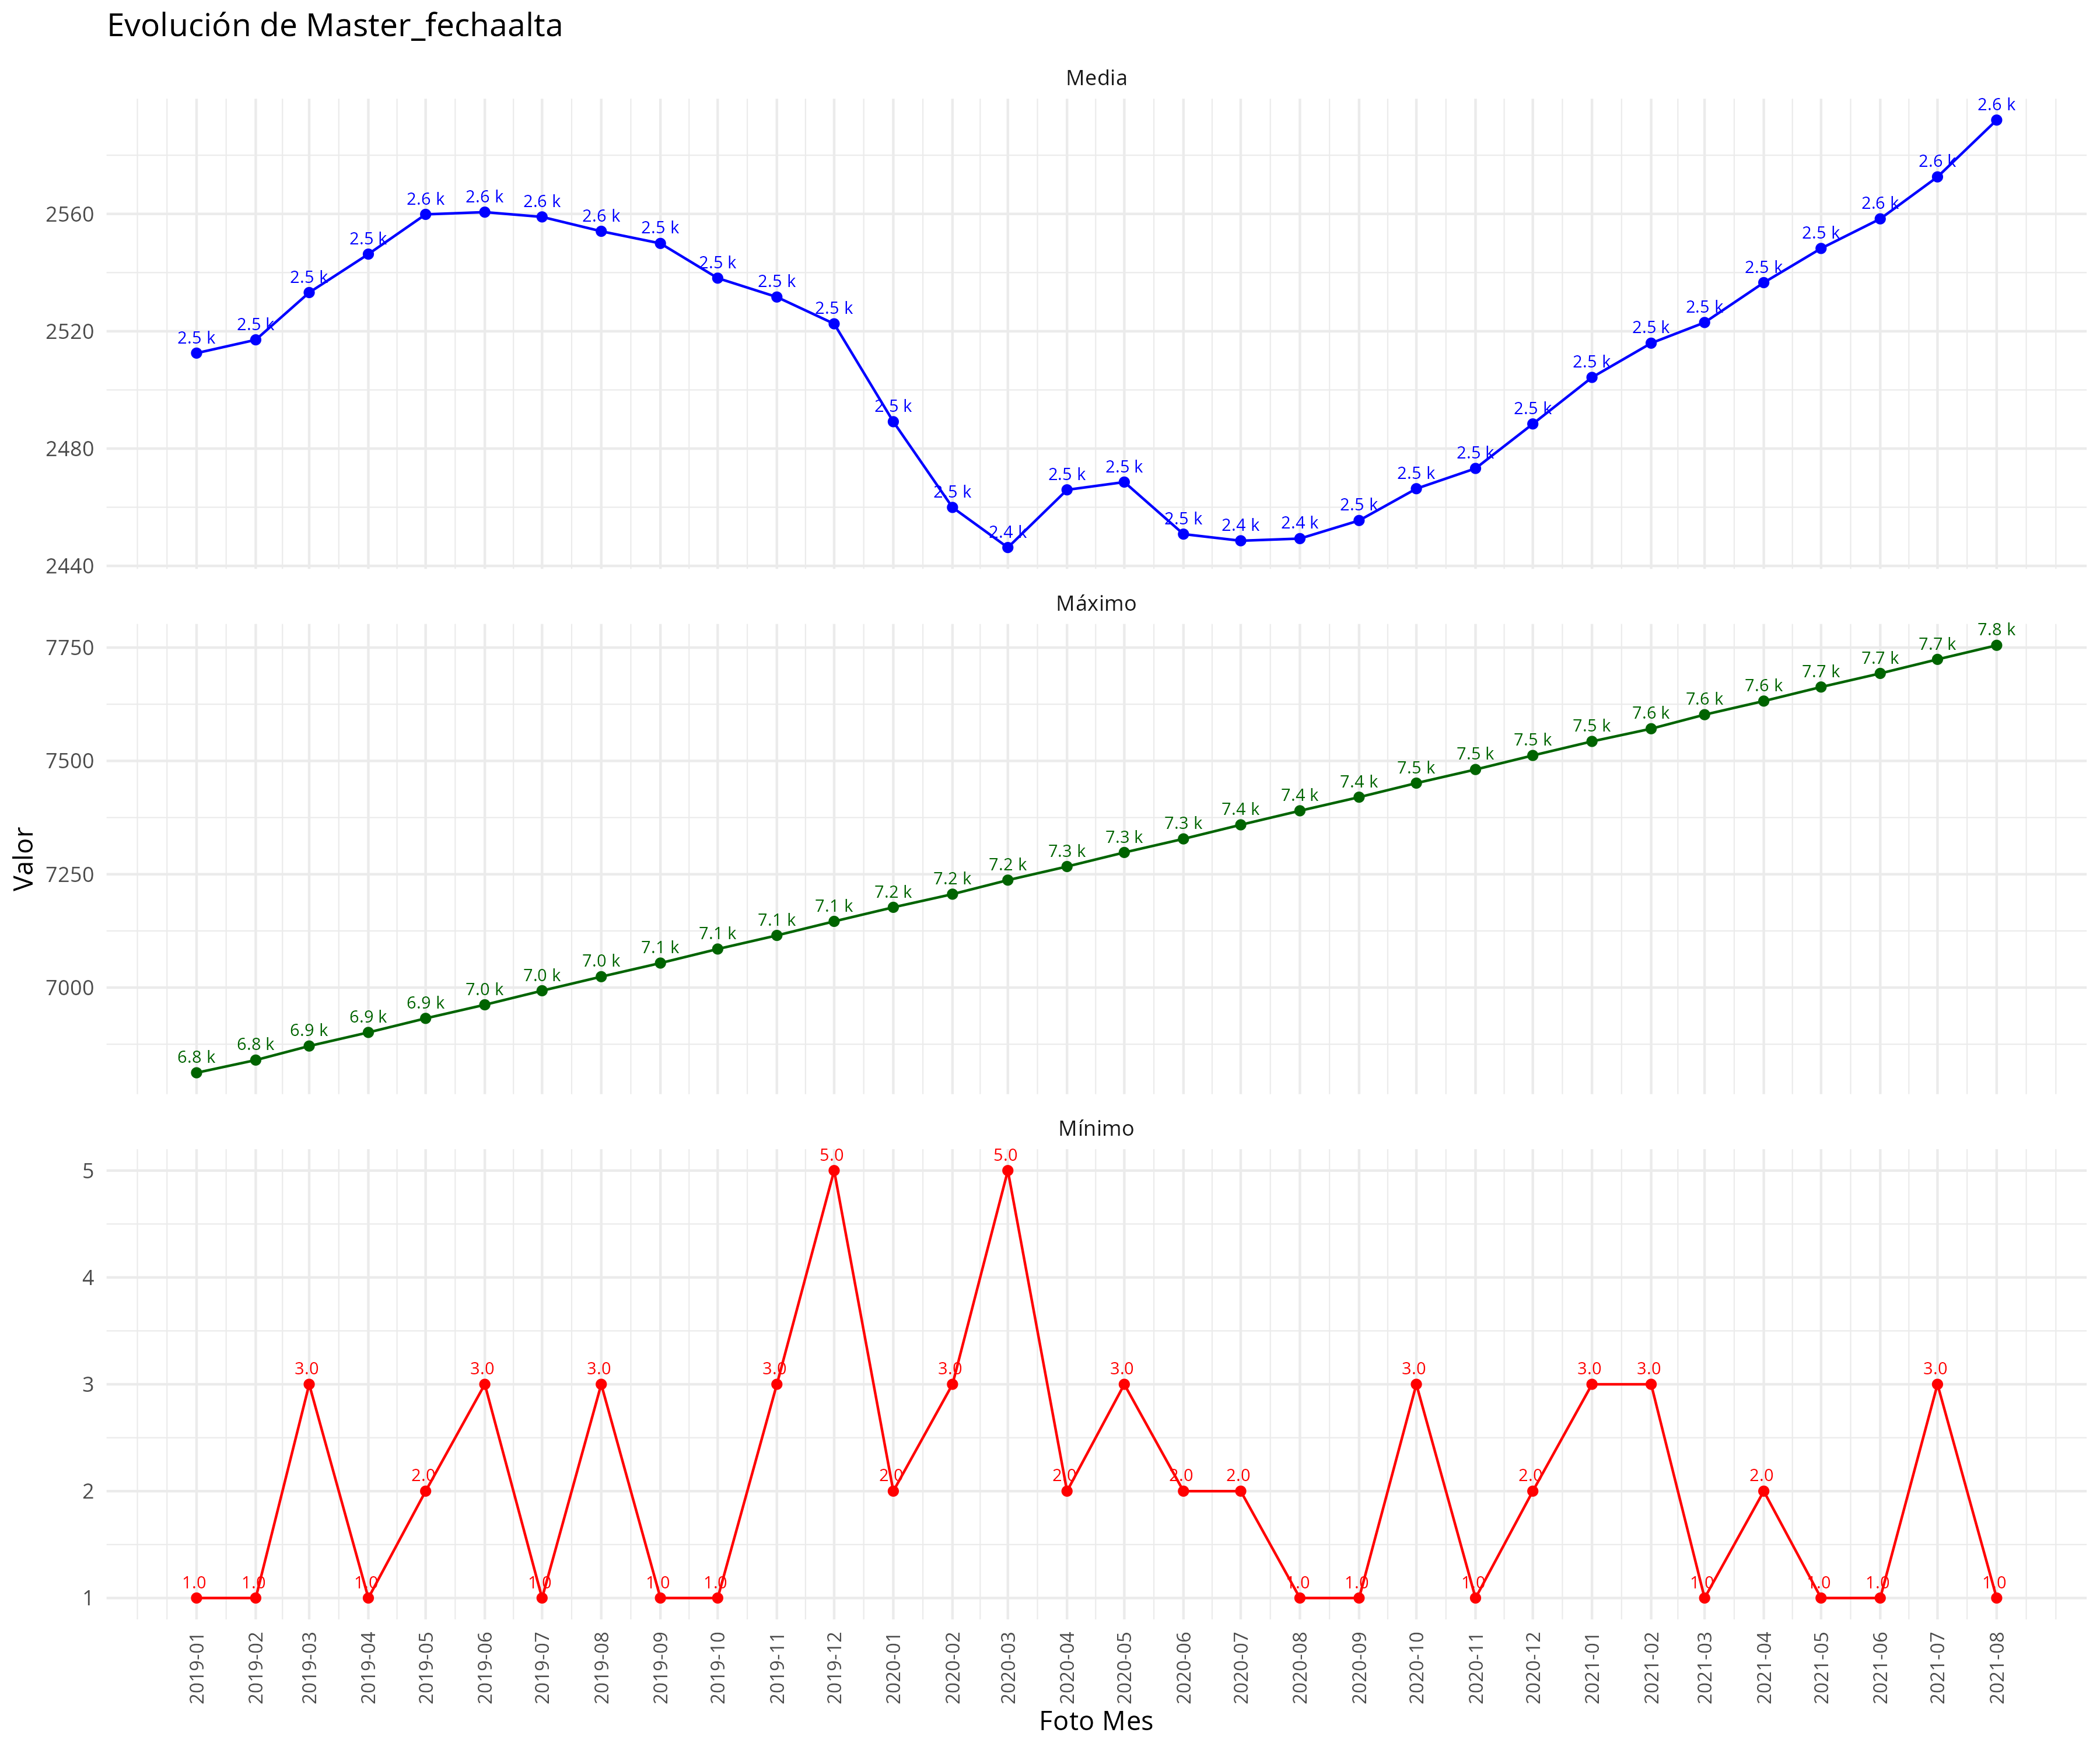 Evolución de Master_fechaalta
Media
2.5 k 2.5 k 2.5 k 2.5 k 2.6 k 2.6 k 2.6 k 2.6 k 2.5 k 2.5 k 2.5 k 2.5 k 2.5 k 2.5 k 2.4 k 2.5 k 2.5 k 2.5 k 2.4 k 2.4 k 2.5 k 2.5 k 2.5 k 2.5 k 2.5 k 2.5 k 2.5 k 2.5 k 2.5 k 2.6 k 2.6 k 2.6 k
2560
2520
2480
2440
Máximo
6.8 k 6.8 k 6.9 k 6.9 k 6.9 k 7.0 k 7.0 k 7.0 k 7.1 k 7.1 k 7.1 k 7.1 k 7.2 k 7.2 k 7.2 k 7.3 k 7.3 k 7.3 k 7.4 k 7.4 k 7.4 k 7.5 k 7.5 k 7.5 k 7.5 k 7.6 k 7.6 k 7.6 k 7.7 k 7.7 k 7.7 k 7.8 k
7750
7500
7250
7000
Valor
Mínimo
1.0 1.0 3.0 1.0 2.0 3.0 1.0 3.0 1.0 1.0 3.0 5.0 2.0 3.0 5.0 2.0 3.0 2.0 2.0 1.0 1.0 3.0 1.0 2.0 3.0 3.0 1.0 2.0 1.0 1.0 3.0 1.0
5
4
3
2
1
2019-01 2019-02 2019-03 2019-04 2019-05 2019-06 2019-07 2019-08 2019-09 2019-10 2019-11 2019-12 2020-01 2020-02 2020-03 2020-04 2020-05 2020-06 2020-07 2020-08 2020-09 2020-10 2020-11 2020-12 2021-01 2021-02 2021-03 2021-04 2021-05 2021-06 2021-07 2021-08
Foto Mes